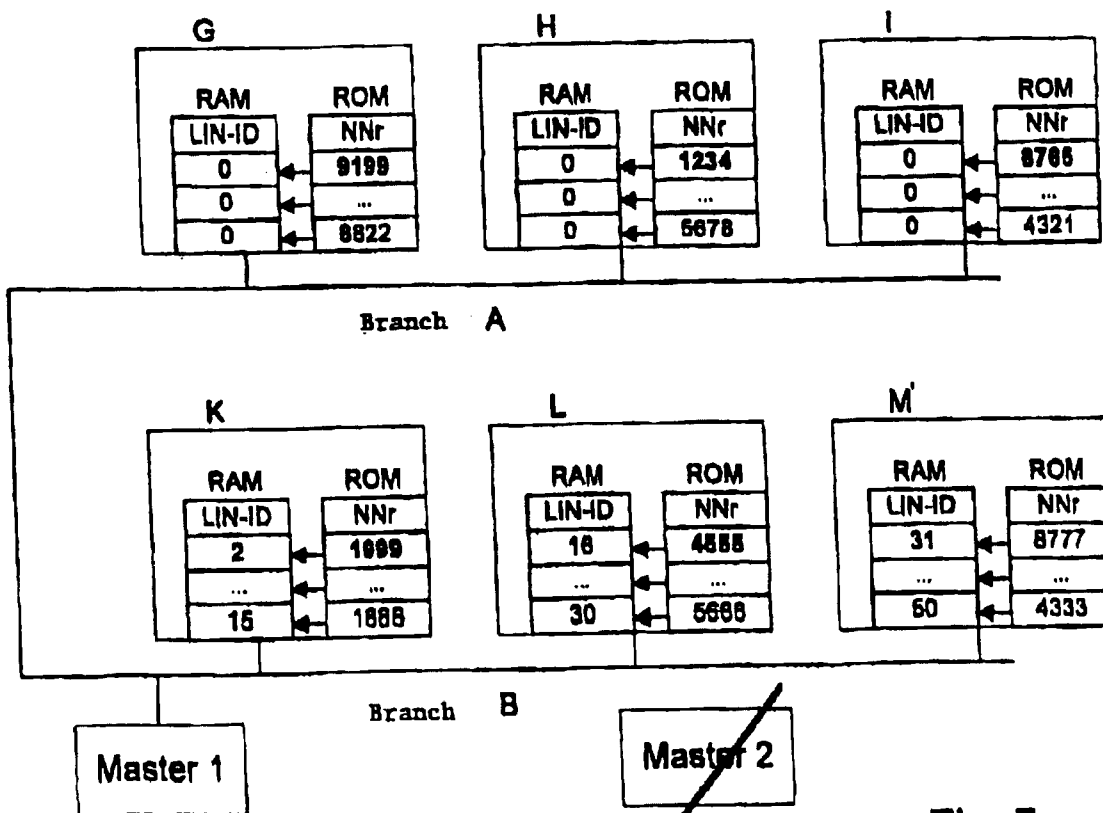 G H I
RAM ROM RAM ROM RAM ROM
LIN-ID NNr LIN-ID NNr LIN-ID NNr
0 9199 0 1234 0 8765
0 ... 0 ... 0 ...
0 8822 0 5678 0 4321
Branch A
K L M'
RAM ROM RAM ROM RAM ROM
LIN-ID NNr LIN-ID NNr LIN-ID NNr
2 1999 16 4555 31 8777
... ... ... ... ... ...
15 1888 30 5666 50 4333
Branch B
Master 1 Master 2